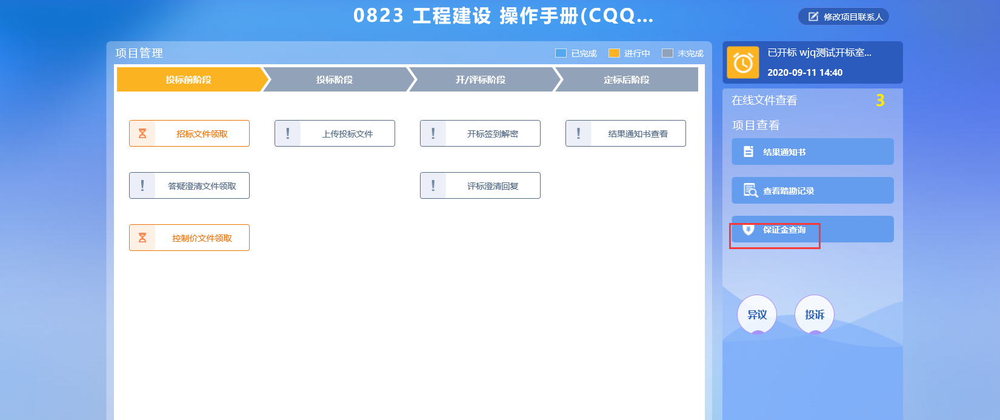 0823 工程建设 操作手册(CQQ...
修改项目联系人
项目管理
已完成
进行中
未完成
投标前阶段
投标阶段
开/评标阶段
定标后阶段
招标文件领取
上传投标文件
开标签到解密
结果通知书查看
答疑澄清文件领取
评标澄清回复
控制价文件领取
已开标 wjq测试开标室...
2020-09-11 14:40
在线文件查看 3
项目查看
结果通知书
查看踏勘记录
保证金查询
异议
投诉